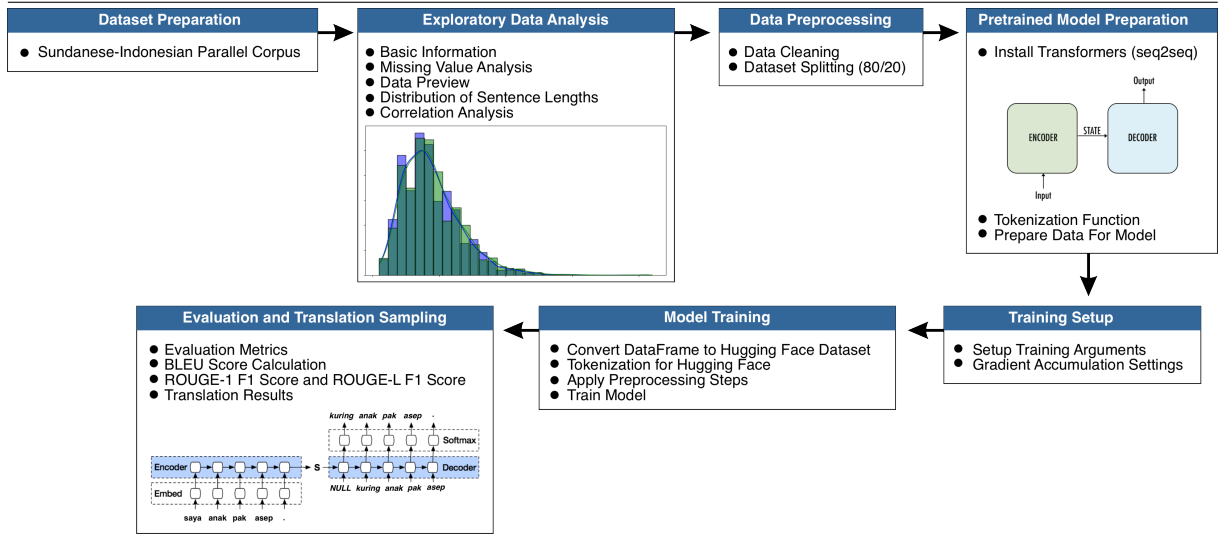 Dataset Preparation
● Sundanese-Indonesian Parallel Corpus
Exploratory Data Analysis
● Basic Information
● Missing Value Analysis
● Data Preview
● Distribution of Sentence Lengths
● Correlation Analysis
Data Preprocessing
● Data Cleaning
● Dataset Splitting (80/20)
Pretrained Model Preparation
● Install Transformers (seq2seq)
Output
ENCODER
STATE
DECODER
Input
● Tokenization Function
● Prepare Data For Model
Training Setup
● Setup Training Arguments
● Gradient Accumulation Settings
Model Training
● Convert DataFrame to Hugging Face Dataset
● Tokenization for Hugging Face
● Apply Preprocessing Steps
● Train Model
Evaluation and Translation Sampling
● Evaluation Metrics
● BLEU Score Calculation
● ROUGE-1 F1 Score and ROUGE-L F1 Score
● Translation Results
kuring anak pak asep .
Softmax
Encoder
S
Decoder
Embed
NULL kuring anak pak asep
saya anak pak asep .